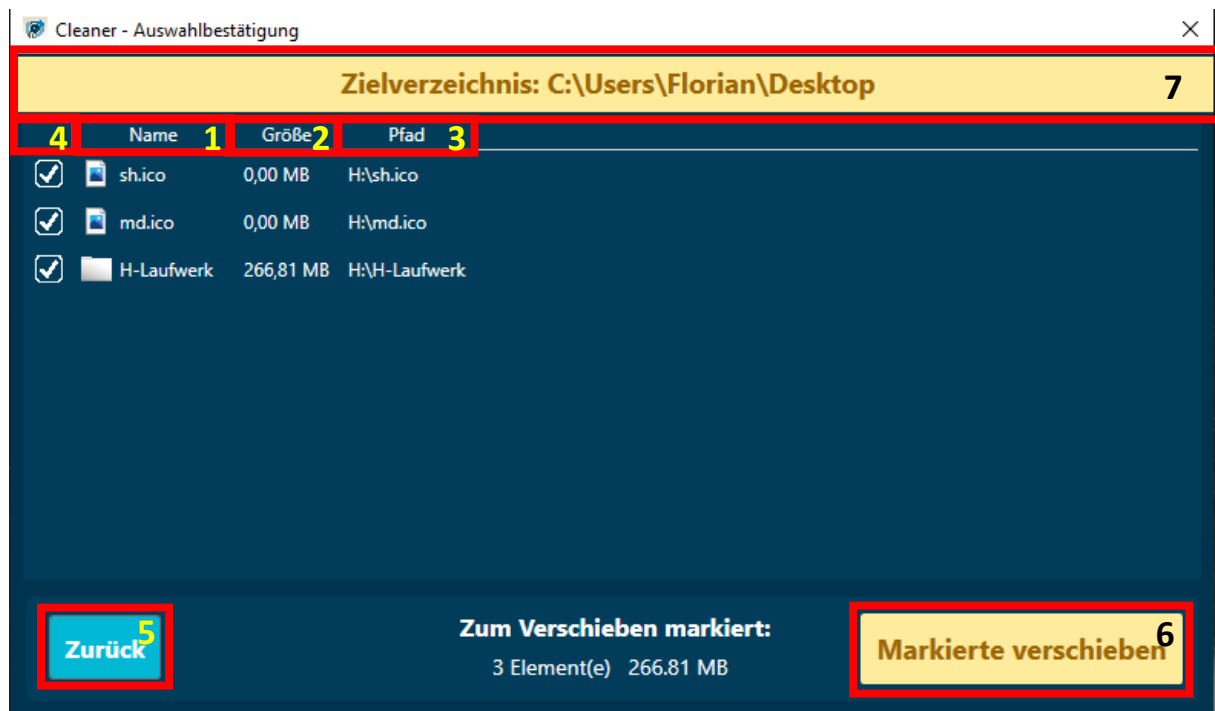 Cleaner - Auswahlbestätigung
Zielverzeichnis: C:\Users\Florian\Desktop 7
4 Name 1 Größe 2 Pfad 3
sh.ico 0,00 MB H:\sh.ico
md.ico 0,00 MB H:\md.ico
H-Laufwerk 266,81 MB H:\H-Laufwerk
Zum Verschieben markiert:
Zurück 5
3 Element(e) 266.81 MB
Markierte verschieben 6